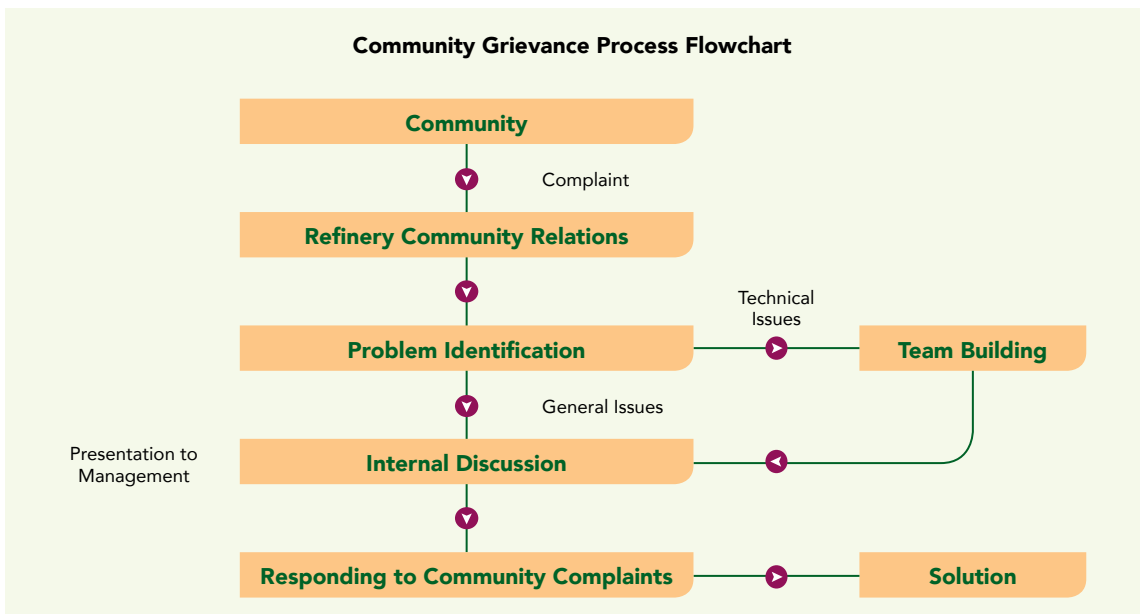 Community Grievance Process Flowchart
Community
Complaint
Refinery Community Relations
Technical
Issues
Problem Identification
Team Building
General Issues
Presentation to
Management
Internal Discussion
Responding to Community Complaints
Solution